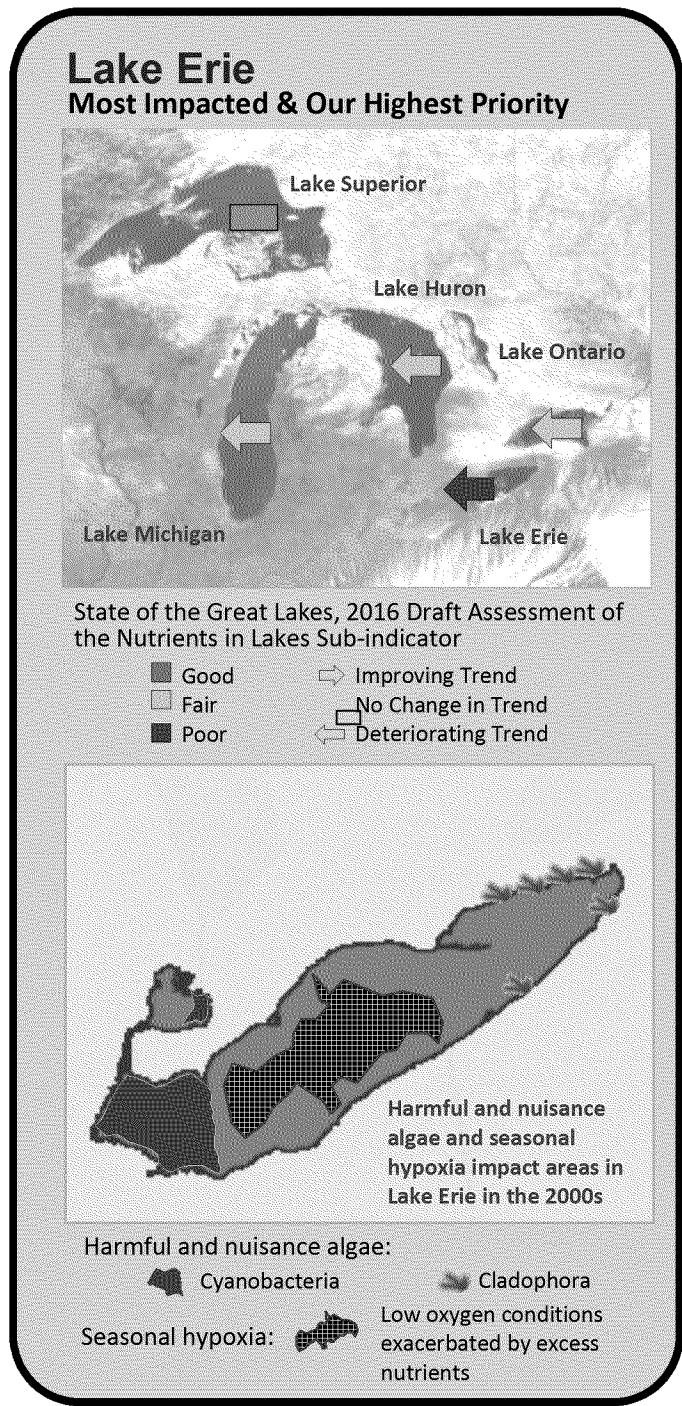 Lake Erie
Most Impacted & Our Highest Priority
Lake Superior
Lake Huron
Lake Ontario
Lake Michigan
Lake Erie
State of the Great Lakes, 2016 Draft Assessment of
the Nutrients in Lakes Sub-indicator
Good
Improving Trend
Fair
No Change in Trend
Poor
Deteriorating Trend
Harmful and nuisance
algae and seasonal
hypoxia impact areas in
Lake Erie in the 2000s
Harmful and nuisance algae:
Cyanobacteria
Cladophora
Seasonal hypoxia:
Low oxygen conditions
exacerbated by excess
nutrients